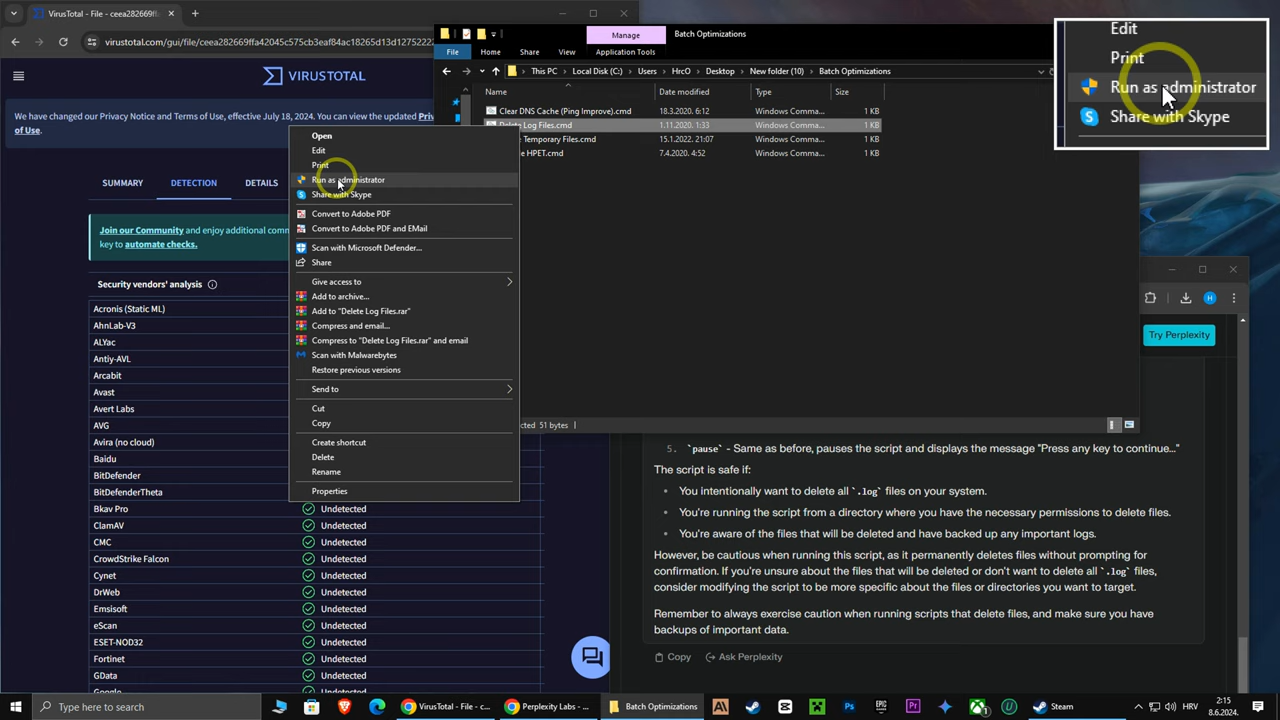 VirusTotal - File - ceea282669fa
virustotal.com/gui/file/ceea282669ffa42045c575cb3eaf84ac18265d13d1275222
VIRUSTOTAL
We have changed our Privacy Notice and Terms of Use, effective July 18, 2024. You can view the updated Priv
of Use.
SUMMARY
DETECTION
DETAILS
Join our Community and enjoy additional comm
key to automate checks.
Security vendors' analysis
Acronis (Static ML)
AhnLab-V3
ALYac
Antiy-AVL
Arcabit
Avast
Avert Labs
AVG
Avira (no cloud)
Baidu
BitDefender
BitDefenderTheta
Bkav Pro Undetected
ClamAV Undetected
CMC Undetected
CrowdStrike Falcon Undetected
Cynet Undetected
DrWeb Undetected
Emsisoft Undetected
eScan Undetected
ESET-NOD32 Undetected
Fortinet Undetected
GData Undetected
Google
Open
Edit
Print
Run as administrator
Share with Skype
Convert to Adobe PDF
Convert to Adobe PDF and EMail
Scan with Microsoft Defender...
Share
Give access to
Add to archive...
Add to "Delete Log Files.rar"
Compress and email...
Compress to "Delete Log Files.rar" and email
Scan with Malwarebytes
Restore previous versions
Send to
Cut
Copy
Create shortcut
Delete
Rename
Properties
Manage
Batch Optimizations
File
Home
Share
View
Application Tools
This PC > Local Disk (C:) > Users > HrcO > Desktop > New folder (10) > Batch Optimizations
Name Date modified Type Size
Clear DNS Cache (Ping Improve).cmd 18.3.2020. 6:12 Windows Comma... 1 KB
Delete Log Files.cmd 1.11.2020. 1:33 Windows Comma... 1 KB
Temporary Files.cmd 15.1.2022. 21:07 Windows Comma... 1 KB
e HPET.cmd 7.4.2020. 4:52 Windows Comma... 1 KB
cted 51 bytes
Edit
Print
Run as administrator
Share with Skype
H
Try Perplexity
5. `pause` - Same as before, pauses the script and displays the message "Press any key to continue..."
The script is safe if:
• You intentionally want to delete all `.log` files on your system.
• You're running the script from a directory where you have the necessary permissions to delete files.
• You're aware of the files that will be deleted and have backed up any important logs.
However, be cautious when running this script, as it permanently deletes files without prompting for
confirmation. If you're unsure about the files that will be deleted or don't want to delete all `.log` files,
consider modifying the script to be more specific about the files or directories you want to target.
Remember to always exercise caution when running scripts that delete files, and make sure you have
backups of important data.
Copy
Ask Perplexity
Type here to search
VirusTotal - File - c...
Perplexity Labs - ...
Batch Optimizations
Steam
HRV
2:15
8.6.2024.